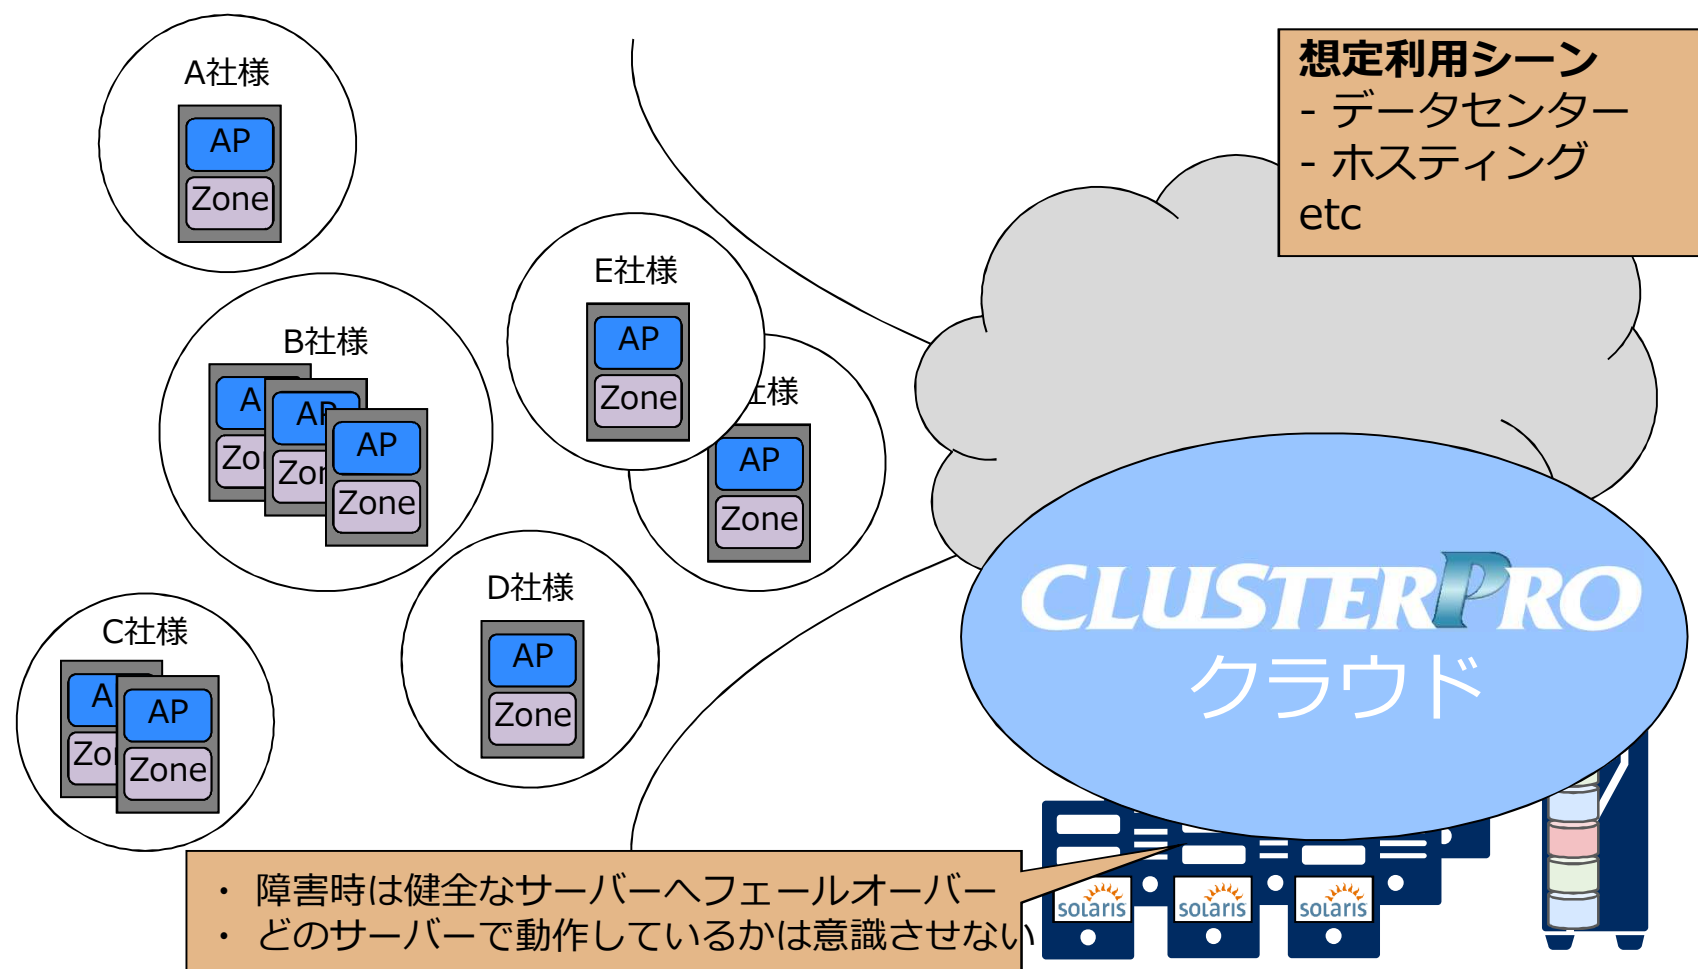 A社様
AP
Zone
想定利用シーン
- データセンター
- ホスティング
etc
E社様
AP
Zone
B社様
AP
AP
Zone
社様
AP
Zone
D社様
AP
Zone
C社様
AP
Zone
CLUSTERPRO
クラウド
・ 障害時は健全なサーバーへフェールオーバー
・ どのサーバーで動作しているかは意識させない
solaris
solaris
solaris